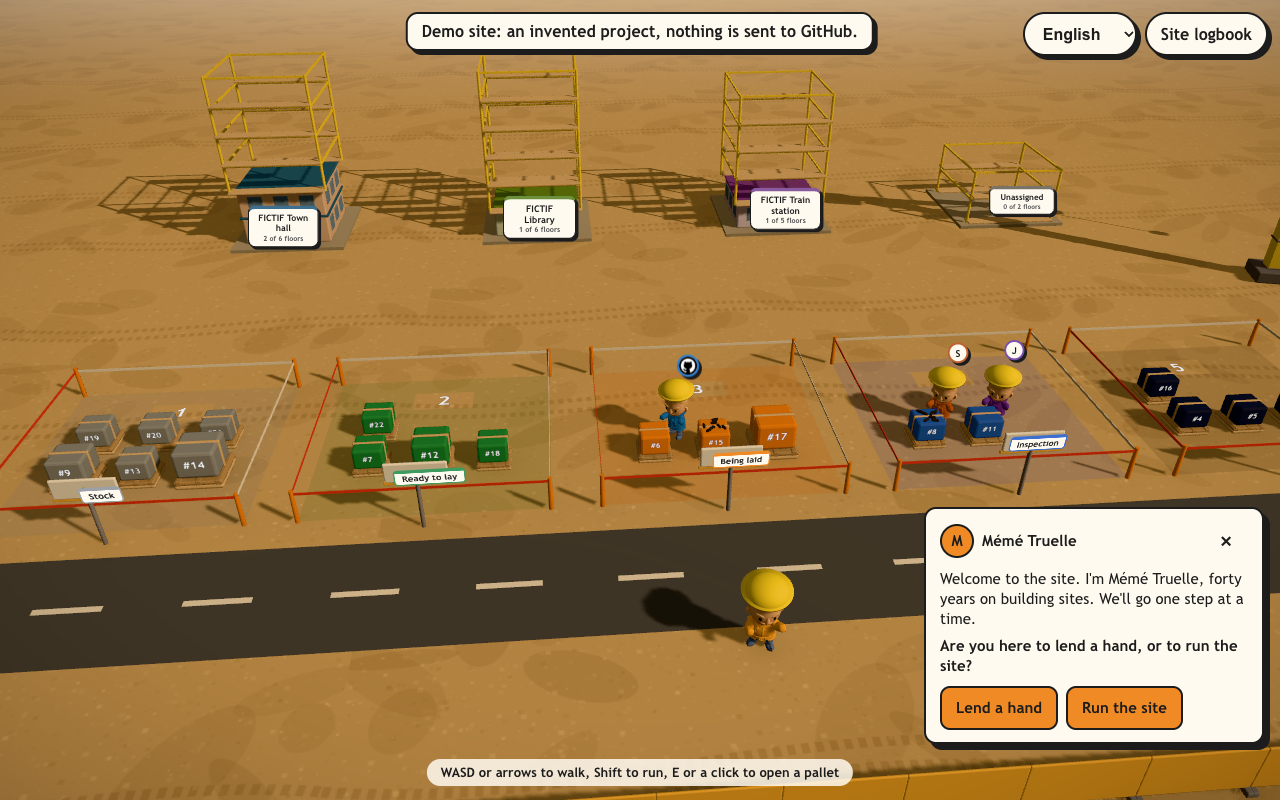 Demo site: an invented project, nothing is sent to GitHub.
English
Site logbook
FICTIF Town
hall
2 of 6 floors
FICTIF
Library
1 of 6 floors
FICTIF Train
station
1 of 5 floors
Unassigned
0 of 2 floors
1
2
3
S
J
5
#19
#20
#9
#13
#14
Stock
#22
#7
#12
#18
Ready to lay
#6
#15
#17
Being laid
#8
#11
Inspection
#16
#4
#5
M
Mémé Truelle
×
Welcome to the site. I'm Mémé Truelle, forty
years on building sites. We'll go one step at a
time.
Are you here to lend a hand, or to run the
site?
Lend a hand
Run the site
WASD or arrows to walk, Shift to run, E or a click to open a pallet